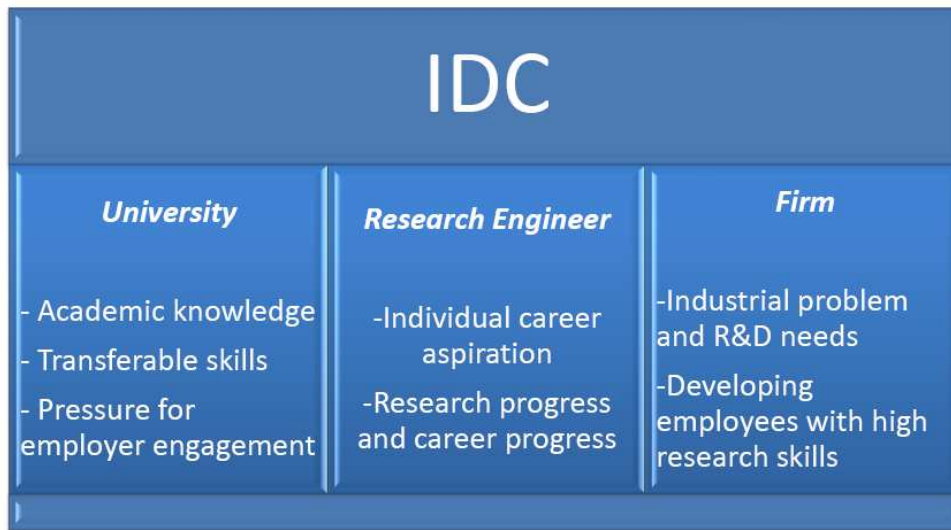 IDC
University
- Academic knowledge
- Transferable skills
- Pressure for
employer engagement
Research Engineer
-Individual career
aspiration
-Research progress
and career progress
Firm
-Industrial problem
and R&D needs
-Developing
employees with high
research skills